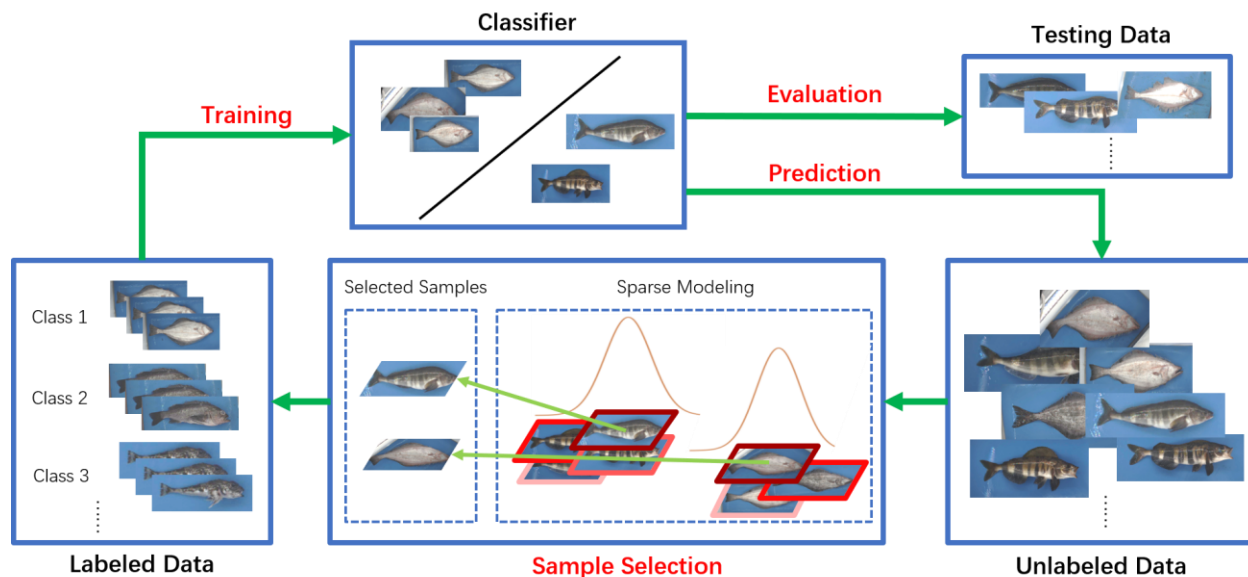 Classifier
Testing Data
Training
Evaluation
Prediction
Selected Samples
Sparse Modeling
Class 1
Class 2
Class 3
Labeled Data
Sample Selection
Unlabeled Data